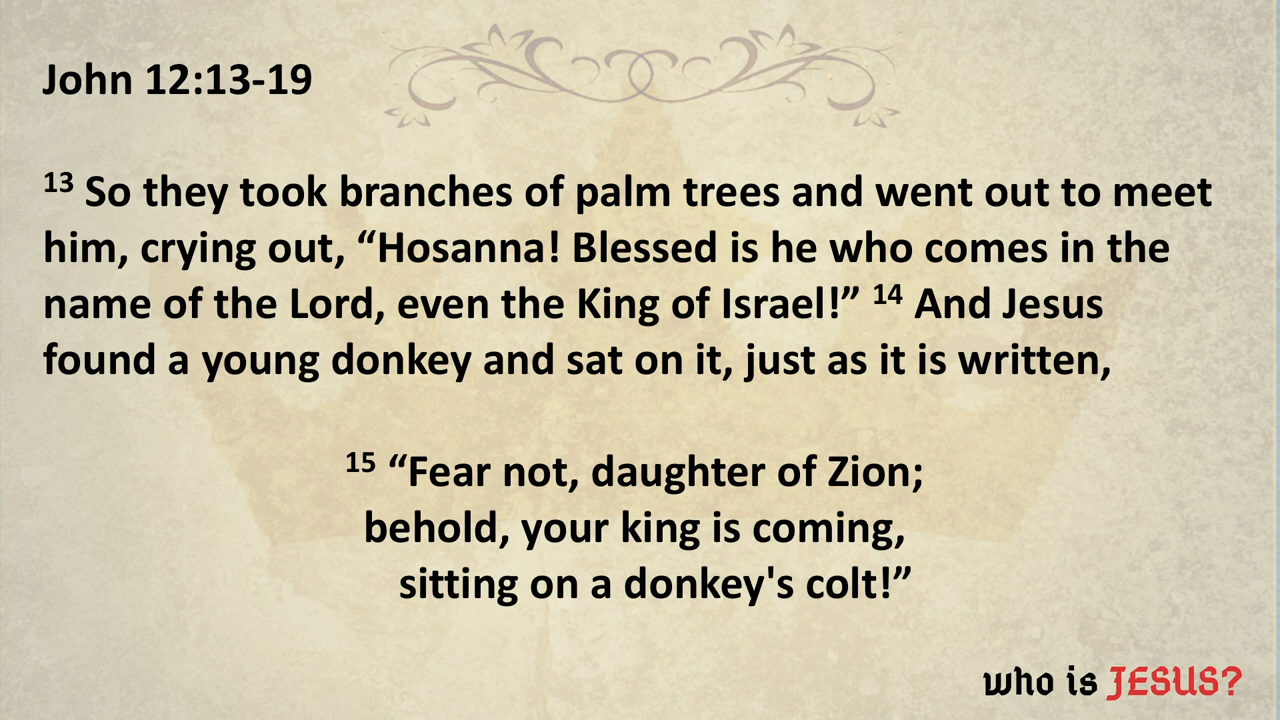 John 12:13-19
13 So they took branches of palm trees and went out to meet
him, crying out, “Hosanna! Blessed is he who comes in the
name of the Lord, even the King of Israel!” 14 And Jesus
found a young donkey and sat on it, just as it is written,
15 “Fear not, daughter of Zion;
behold, your king is coming,
sitting on a donkey's colt!”
who is JESUS?